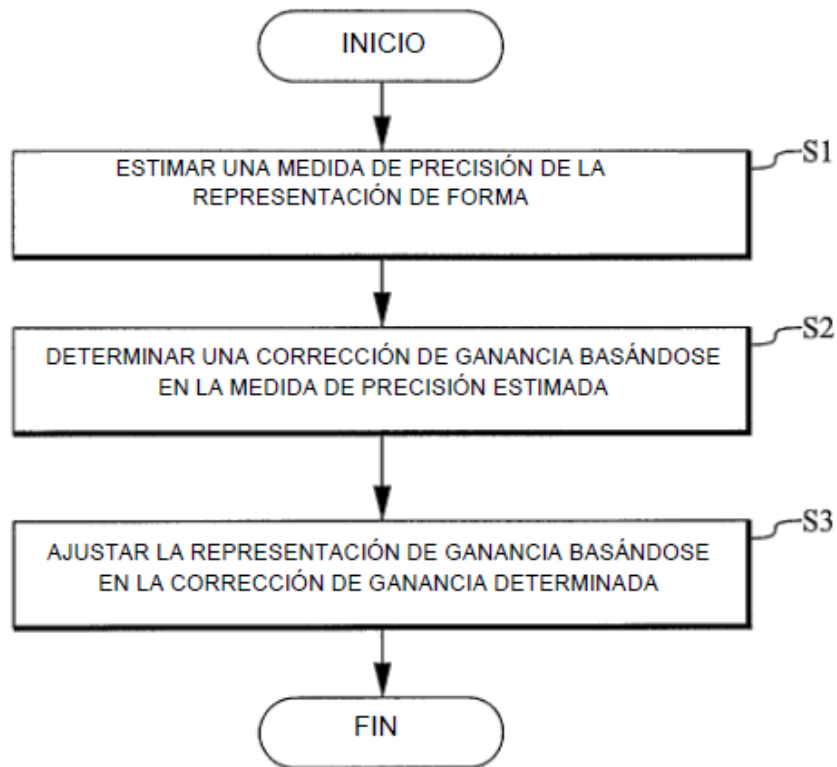 INICIO
S1
ESTIMAR UNA MEDIDA DE PRECISIÓN DE LA
REPRESENTACIÓN DE FORMA
S2
DETERMINAR UNA CORRECCIÓN DE GANANCIA BASÁNDOSE
EN LA MEDIDA DE PRECISIÓN ESTIMADA
S3
AJUSTAR LA REPRESENTACIÓN DE GANANCIA BASÁNDOSE
EN LA CORRECCIÓN DE GANANCIA DETERMINADA
FIN